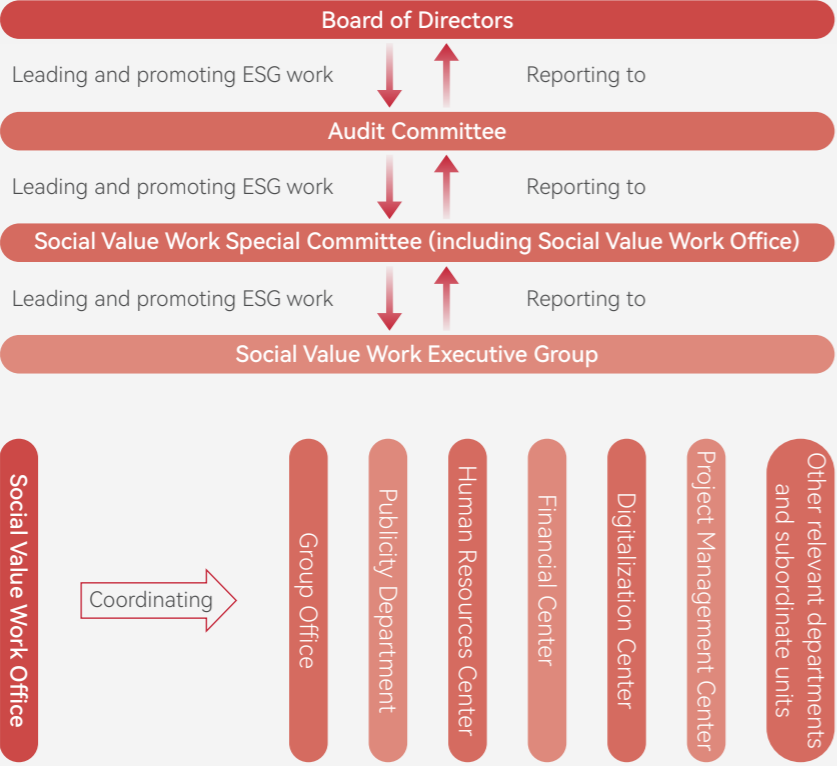 Board of Directors
Leading and promoting ESG work
Reporting to
Audit Committee
Leading and promoting ESG work
Reporting to
Social Value Work Special Committee (including Social Value Work Office)
Leading and promoting ESG work
Reporting to
Social Value Work Executive Group
Social Value Work Office
Coordinating
Group Office
Publicity Department
Human Resources Center
Financial Center
Digitalization Center
Project Management Center
Other relevant departments
and subordinate units